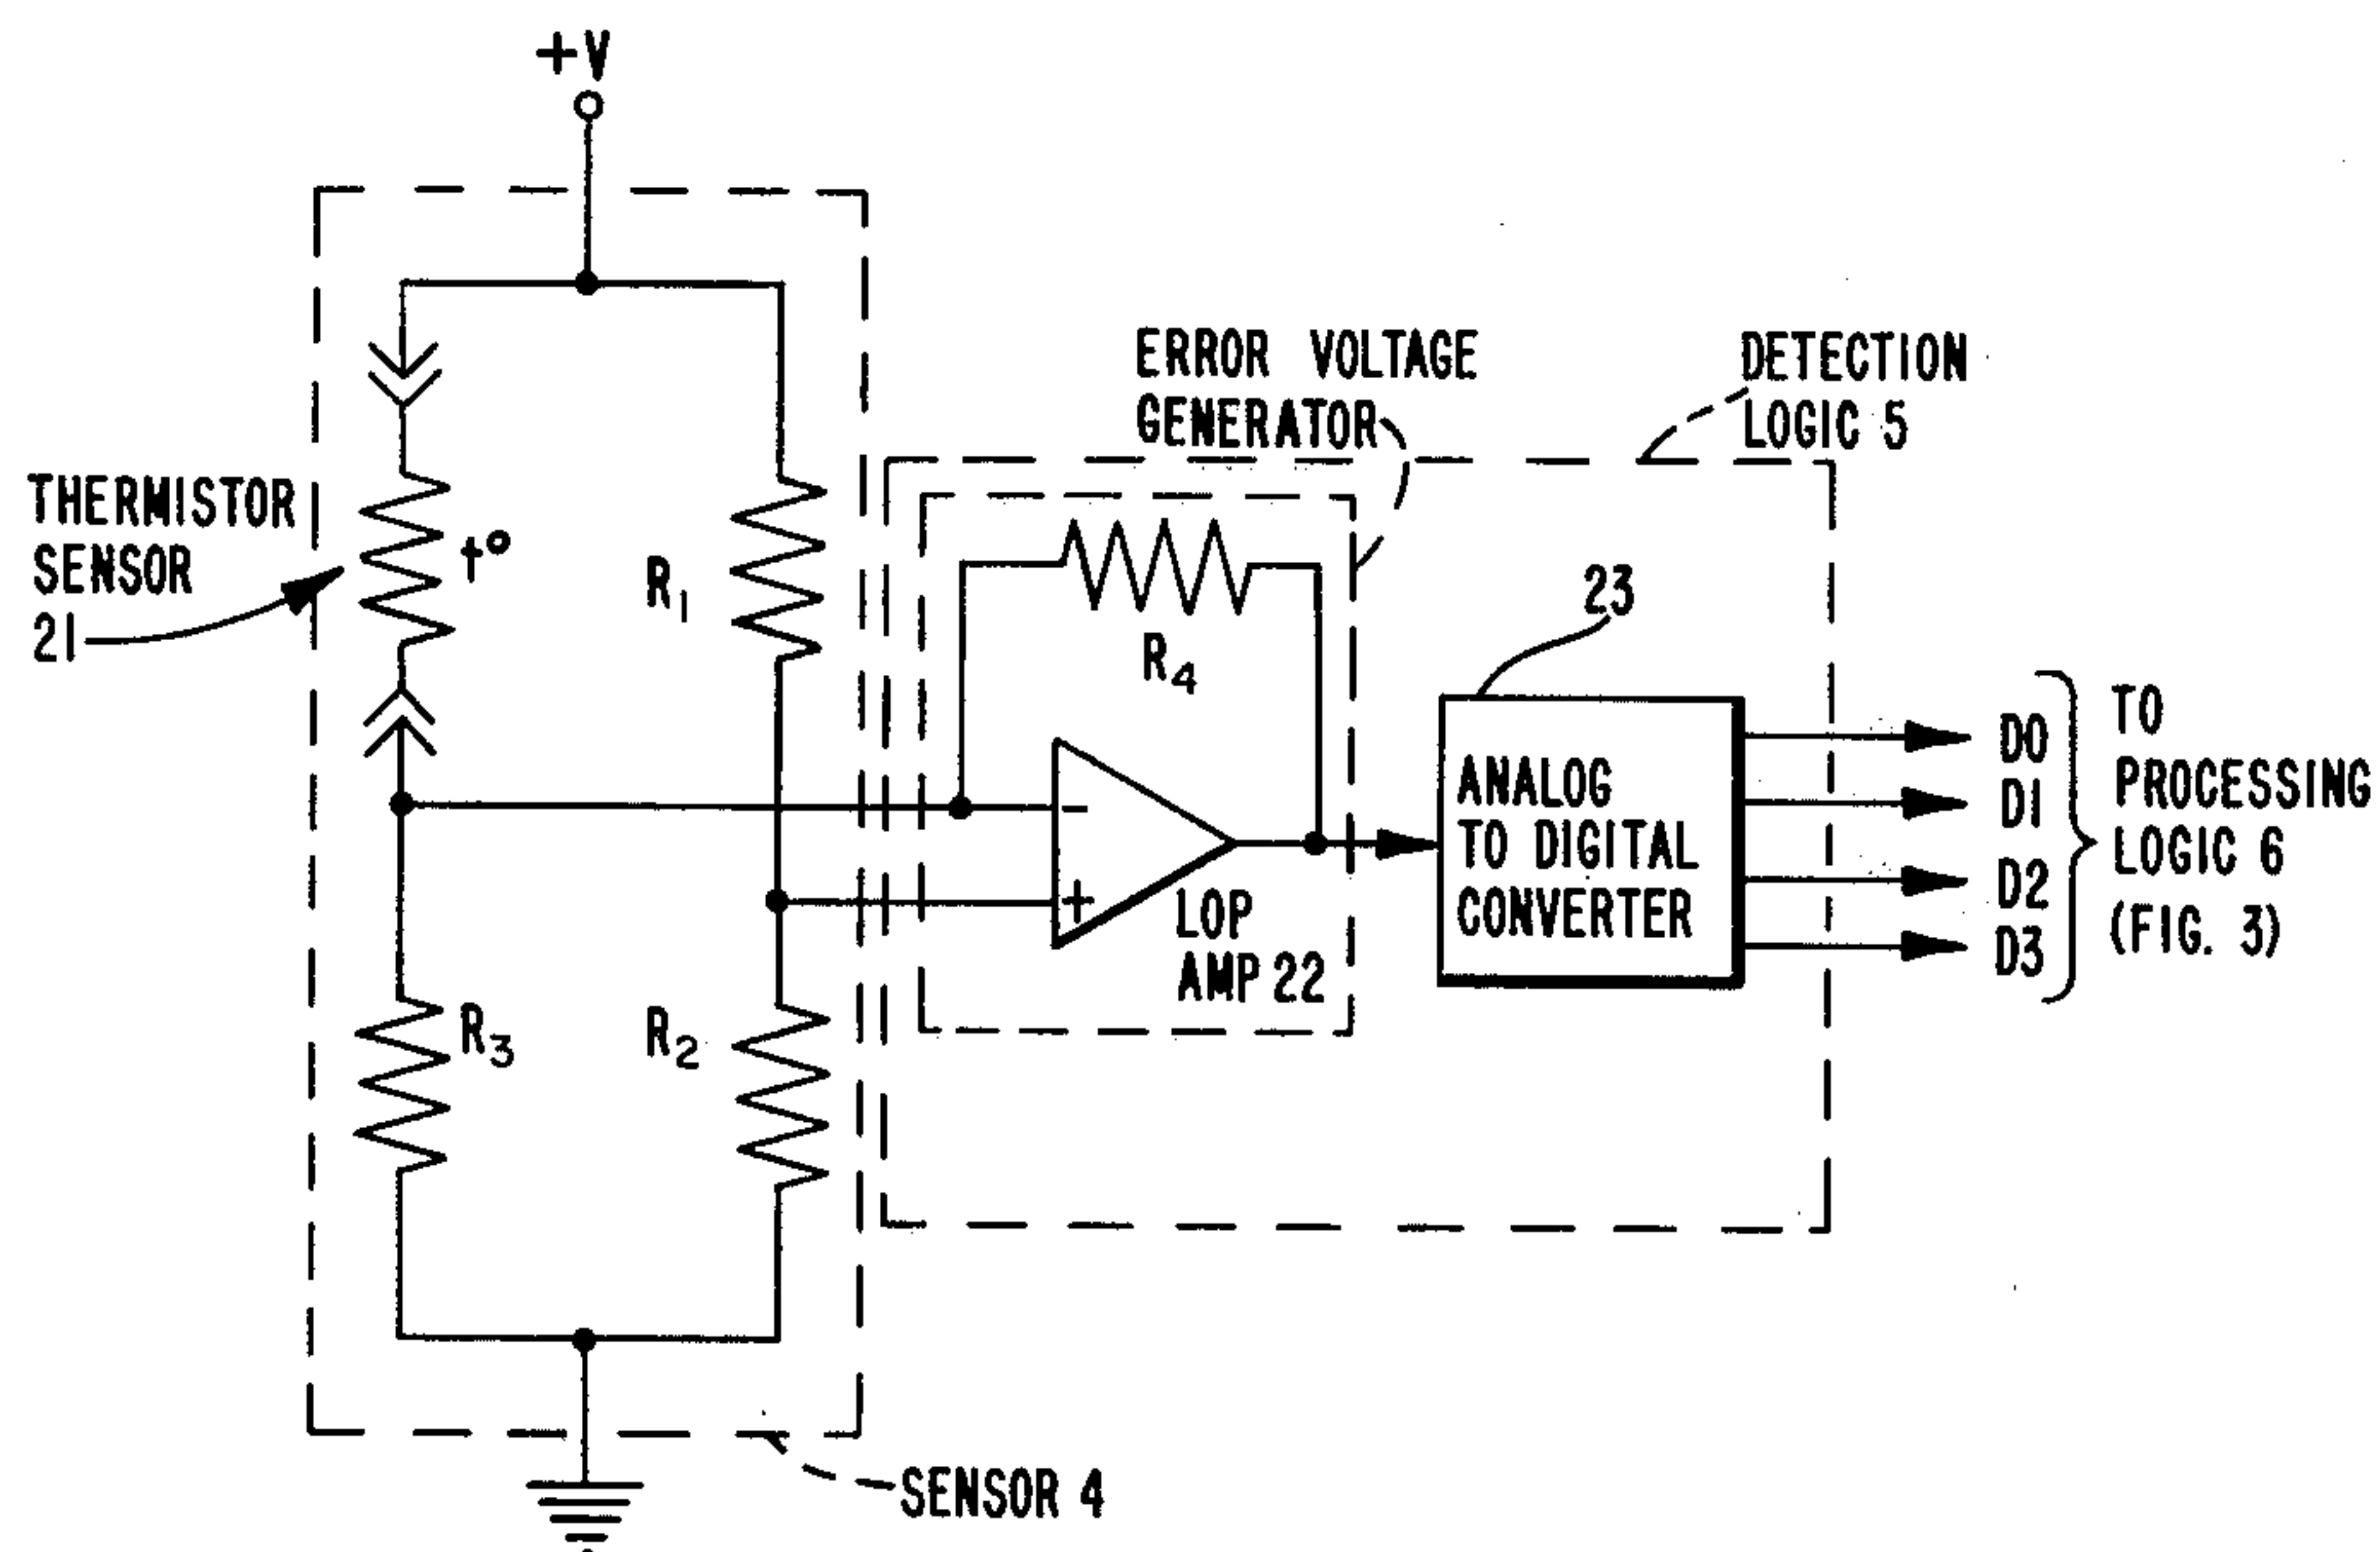 +V
ERROR VOLTAGE
GENERATOR
DETECTION
LOGIC 5
THERMISTOR
SENSOR
21
t°
R1
R4
23
-
+
LOP
AMP 22
ANALOG
TO DIGITAL
CONVERTER
D0
D1
D2
D3
TO
PROCESSING
LOGIC 6
(FIG. 3)
R3
R2
SENSOR 4